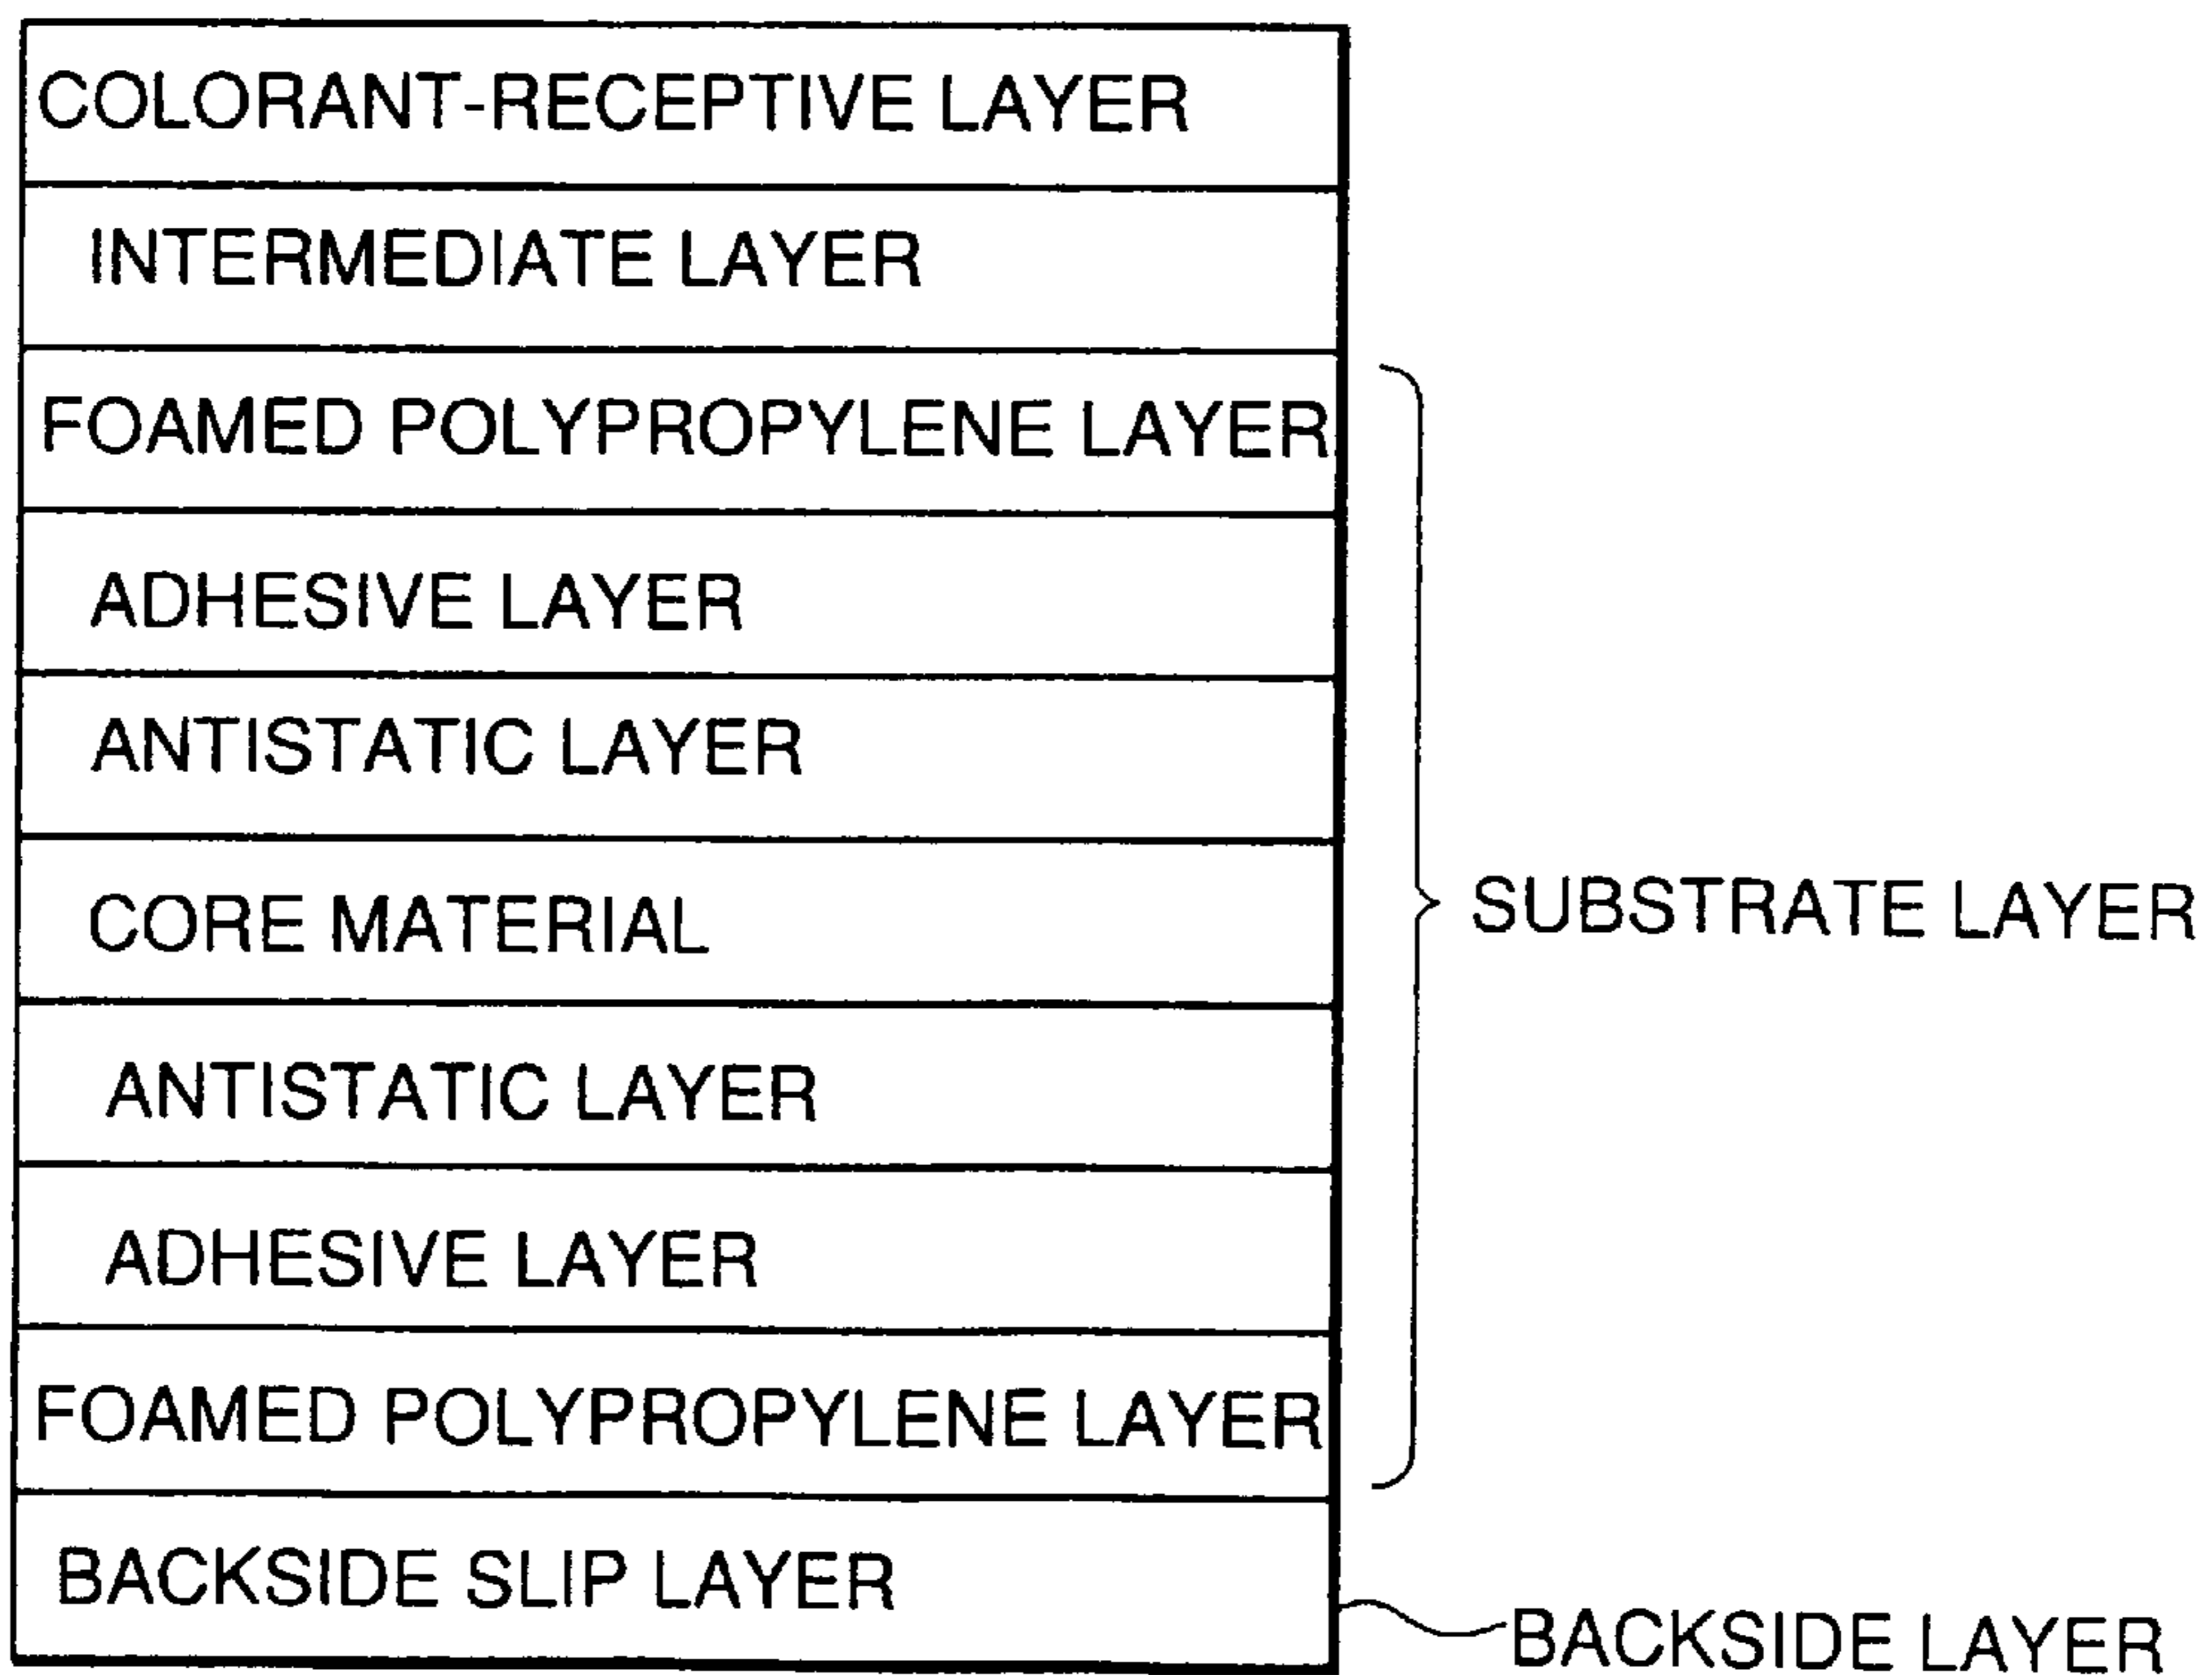 COLORANT-RECEPTIVE LAYER
INTERMEDIATE LAYER
FOAMED POLYPROPYLENE LAYER
ADHESIVE LAYER
ANTISTATIC LAYER
CORE MATERIAL
SUBSTRATE LAYER
ANTISTATIC LAYER
ADHESIVE LAYER
FOAMED POLYPROPYLENE LAYER
BACKSIDE SLIP LAYER
BACKSIDE LAYER